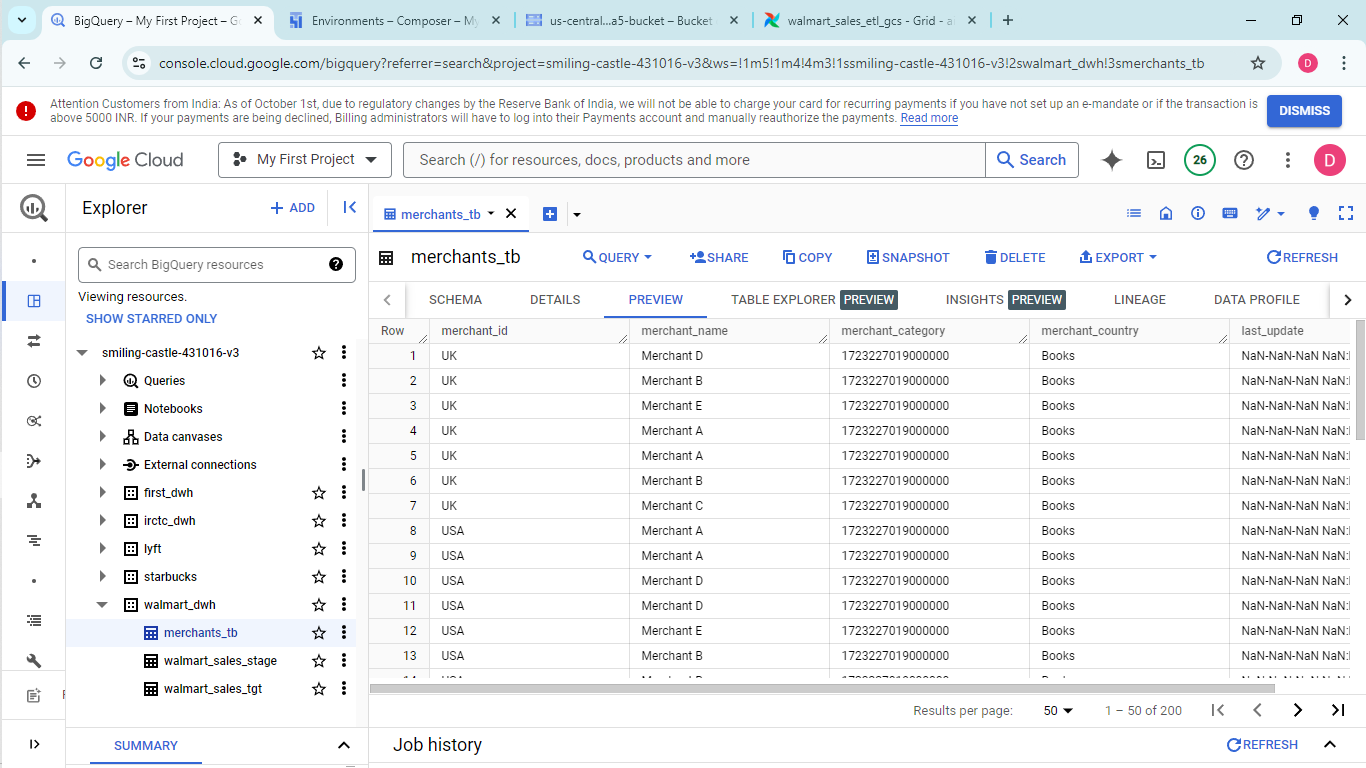 BigQuery – My First Project – G
Environments – Composer – My
us-central...a5-bucket – Bucket
walmart_sales_etl_gcs - Grid - a
console.cloud.google.com/bigquery?referrer=search&project=smiling-castle-431016-v3&ws=!1m5!1m4!4m3!1ssmiling-castle-431016-v3!2swalmart_dwh!3smerchants_tb
D
Attention Customers from India: As of October 1st, due to regulatory changes by the Reserve Bank of India, we will not be able to charge your card for recurring payments if you have not set up an e-mandate or if the transaction is
above 5000 INR. If your payments are being declined, Billing administrators will have to log into their Payments account and manually reauthorize the payments. Read more
DISMISS
Google Cloud
My First Project
Search (/) for resources, docs, products and more
Search
26
D
Explorer
+ ADD
Search BigQuery resources
Viewing resources.
SHOW STARRED ONLY
smiling-castle-431016-v3
Queries
Notebooks
Data canvases
External connections
first_dwh
irctc_dwh
lyft
starbucks
walmart_dwh
merchants_tb
walmart_sales_stage
walmart_sales_tgt
SUMMARY
merchants_tb
merchants_tb
QUERY
SHARE
COPY
SNAPSHOT
DELETE
EXPORT
REFRESH
SCHEMA
DETAILS
PREVIEW
TABLE EXPLORER PREVIEW
INSIGHTS PREVIEW
LINEAGE
DATA PROFILE
Row merchant_id merchant_name merchant_category merchant_country last_update
1 UK Merchant D 1723227019000000 Books NaN-NaN-NaN NaN:
2 UK Merchant B 1723227019000000 Books NaN-NaN-NaN NaN:
3 UK Merchant E 1723227019000000 Books NaN-NaN-NaN NaN:
4 UK Merchant A 1723227019000000 Books NaN-NaN-NaN NaN:
5 UK Merchant A 1723227019000000 Books NaN-NaN-NaN NaN:
6 UK Merchant B 1723227019000000 Books NaN-NaN-NaN NaN:
7 UK Merchant C 1723227019000000 Books NaN-NaN-NaN NaN:
8 USA Merchant A 1723227019000000 Books NaN-NaN-NaN NaN:
9 USA Merchant A 1723227019000000 Books NaN-NaN-NaN NaN:
10 USA Merchant D 1723227019000000 Books NaN-NaN-NaN NaN:
11 USA Merchant D 1723227019000000 Books NaN-NaN-NaN NaN:
12 USA Merchant E 1723227019000000 Books NaN-NaN-NaN NaN:
13 USA Merchant B 1723227019000000 Books NaN-NaN-NaN NaN:
Results per page: 50 1 – 50 of 200
Job history
REFRESH